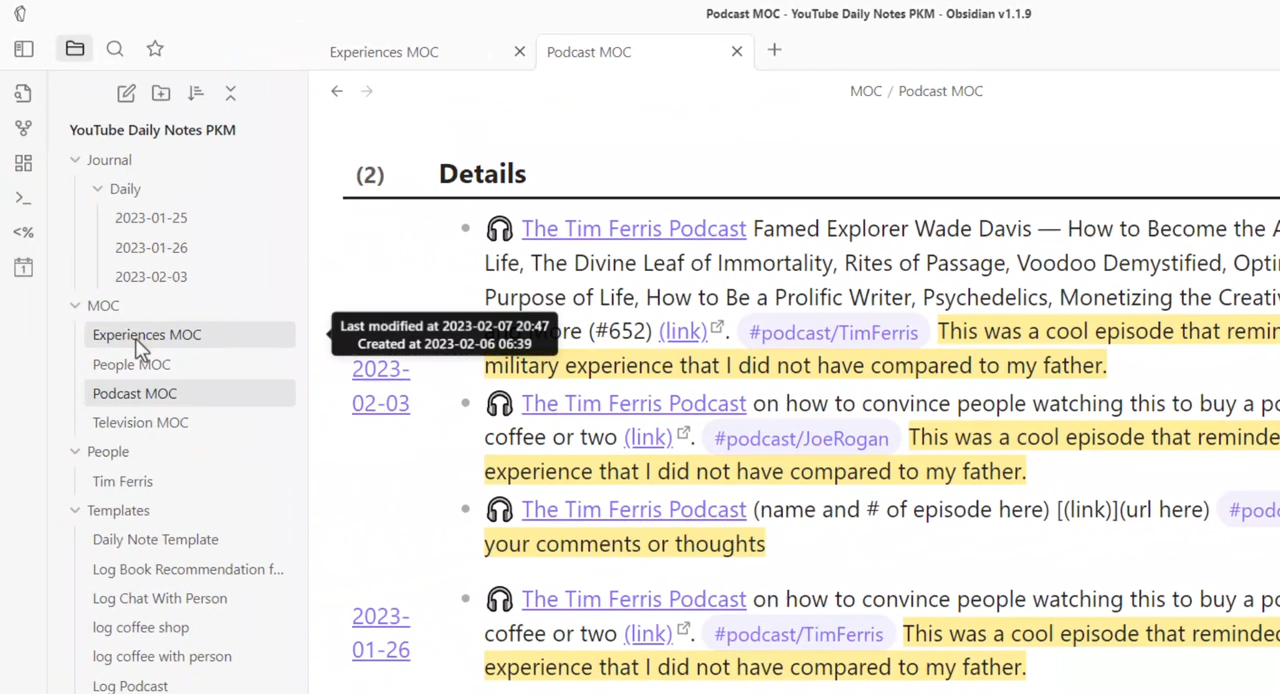 Podcast MOC - YouTube Daily Notes PKM - Obsidian v1.1.9
Experiences MOC
Podcast MOC
MOC / Podcast MOC
YouTube Daily Notes PKM
Journal
Daily
2023-01-25
2023-01-26
2023-02-03
MOC
Experiences MOC
People MOC
Podcast MOC
Television MOC
People
Tim Ferris
Templates
Daily Note Template
Log Book Recommendation f...
Log Chat With Person
log coffee shop
log coffee with person
Log Podcast
<%
1
Last modified at 2023-02-07 20:47
Created at 2023-02-06 06:39
(2) Details
2023-
02-03
The Tim Ferris Podcast Famed Explorer Wade Davis — How to Become the A
Life, The Divine Leaf of Immortality, Rites of Passage, Voodoo Demystified, Opti
Purpose of Life, How to Be a Prolific Writer, Psychedelics, Monetizing the Creati
More (#652) (link). #podcast/TimFerris This was a cool episode that remin
military experience that I did not have compared to my father.
The Tim Ferris Podcast on how to convince people watching this to buy a po
coffee or two (link). #podcast/JoeRogan This was a cool episode that reminde
experience that I did not have compared to my father.
The Tim Ferris Podcast (name and # of episode here) [(link)](url here) #podc
your comments or thoughts
2023-
01-26
The Tim Ferris Podcast on how to convince people watching this to buy a po
coffee or two (link). #podcast/TimFerris This was a cool episode that reminded
experience that I did not have compared to my father.